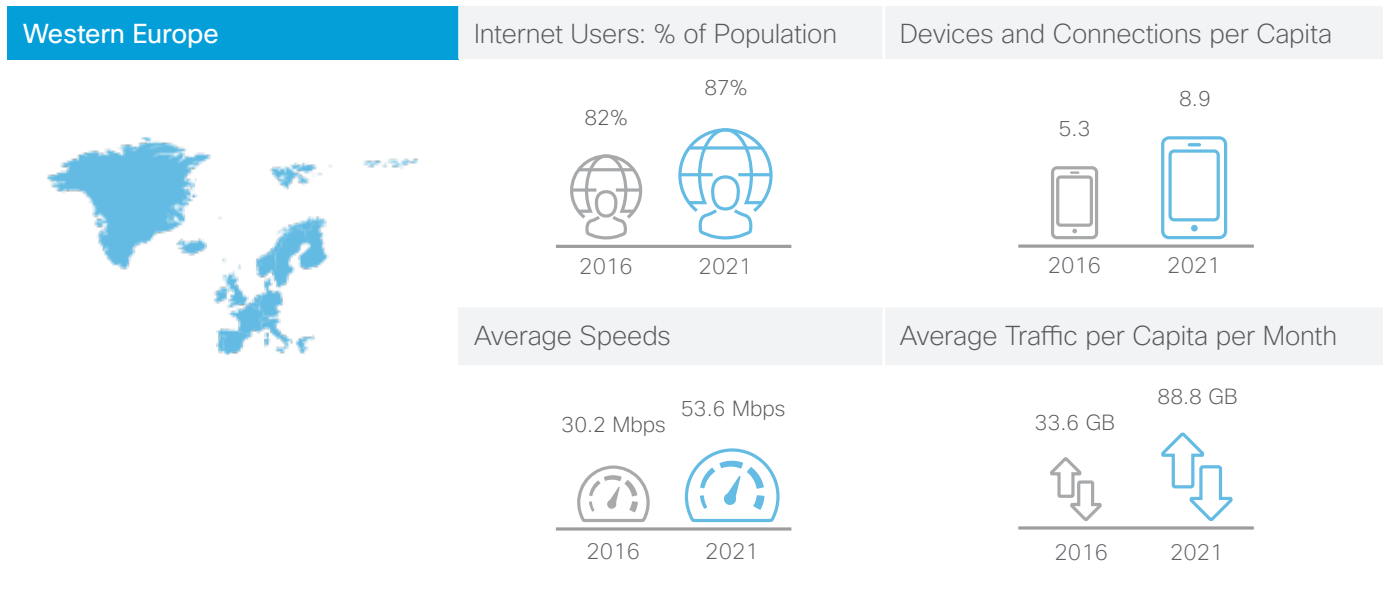 Western Europe
Internet Users: % of Population
Devices and Connections per Capita
82%
87%
2016
2021
5.3
8.9
2016
2021
Average Speeds
Average Traffic per Capita per Month
30.2 Mbps
53.6 Mbps
2016
2021
33.6 GB
88.8 GB
2016
2021